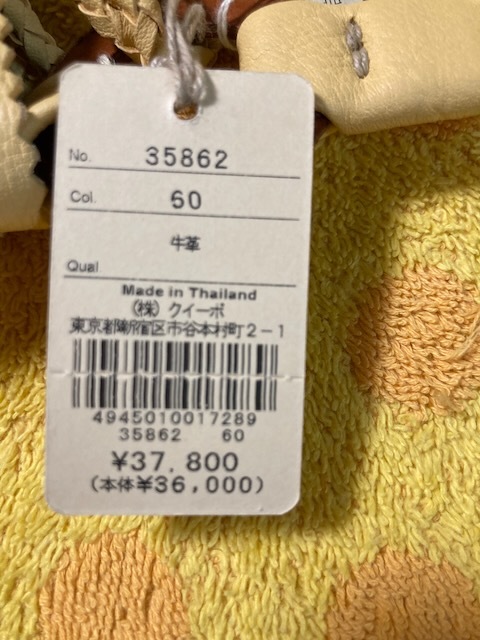 No. 35862
Col. 60
牛革
Qual
Made in Thailand
(株) クイーポ
東京都新宿区市谷本村町2-1
4945010017289
35862 60
¥37.800
(本体¥36,000)